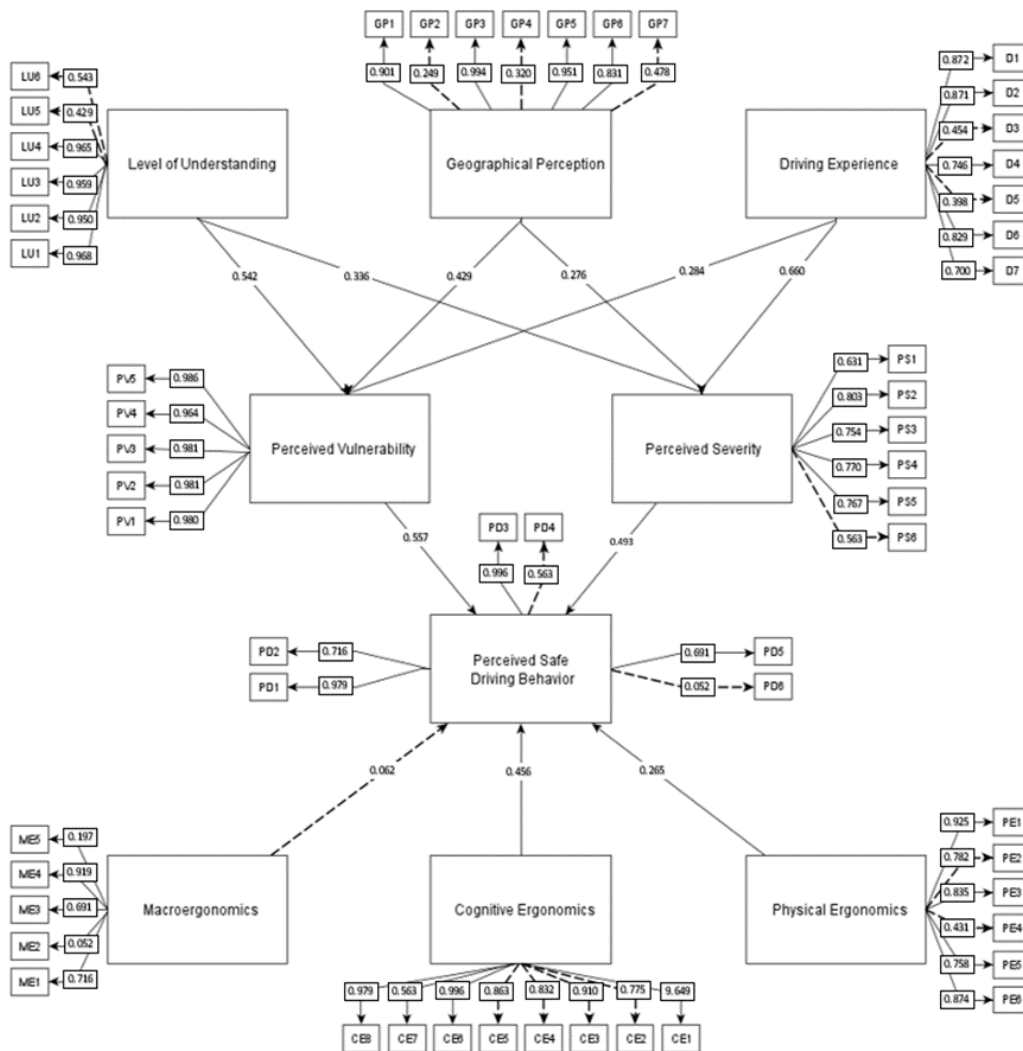 GP1 GP2 GP3 GP4 GP5 GP6 GP7
0.901 0.249 0.994 0.320 0.951 0.831 0.478
LU6 0.543
LU5 0.429
LU4 0.965
LU3 0.959
LU2 0.950
LU1 0.968
Level of Understanding
Geographical Perception
Driving Experience
0.872 D1
0.871 D2
0.454 D3
0.746 D4
0.398 D5
0.829 D6
0.700 D7
0.542 0.336 0.429 0.276 0.284 0.660
PV5 0.986
PV4 0.964
PV3 0.981
PV2 0.981
PV1 0.980
Perceived Vulnerability
Perceived Severity
0.631 PS1
0.803 PS2
0.754 PS3
0.770 PS4
0.767 PS5
0.563 PS6
0.557
0.493
PD3 PD4
0.996 0.563
PD2 0.716
PD1 0.979
Perceived Safe
Driving Behavior
0.691 PD5
0.052 PD6
0.062
0.456
0.265
ME5 0.197
ME4 0.919
ME3 0.691
ME2 0.052
ME1 0.716
Macroergonomics
Cognitive Ergonomics
Physical Ergonomics
0.925 PE1
0.782 PE2
0.835 PE3
0.431 PE4
0.758 PE5
0.874 PE6
0.979 0.563 0.996 0.863 0.832 0.910 0.775 9.649
CE8 CE7 CE6 CE5 CE4 CE3 CE2 CE1